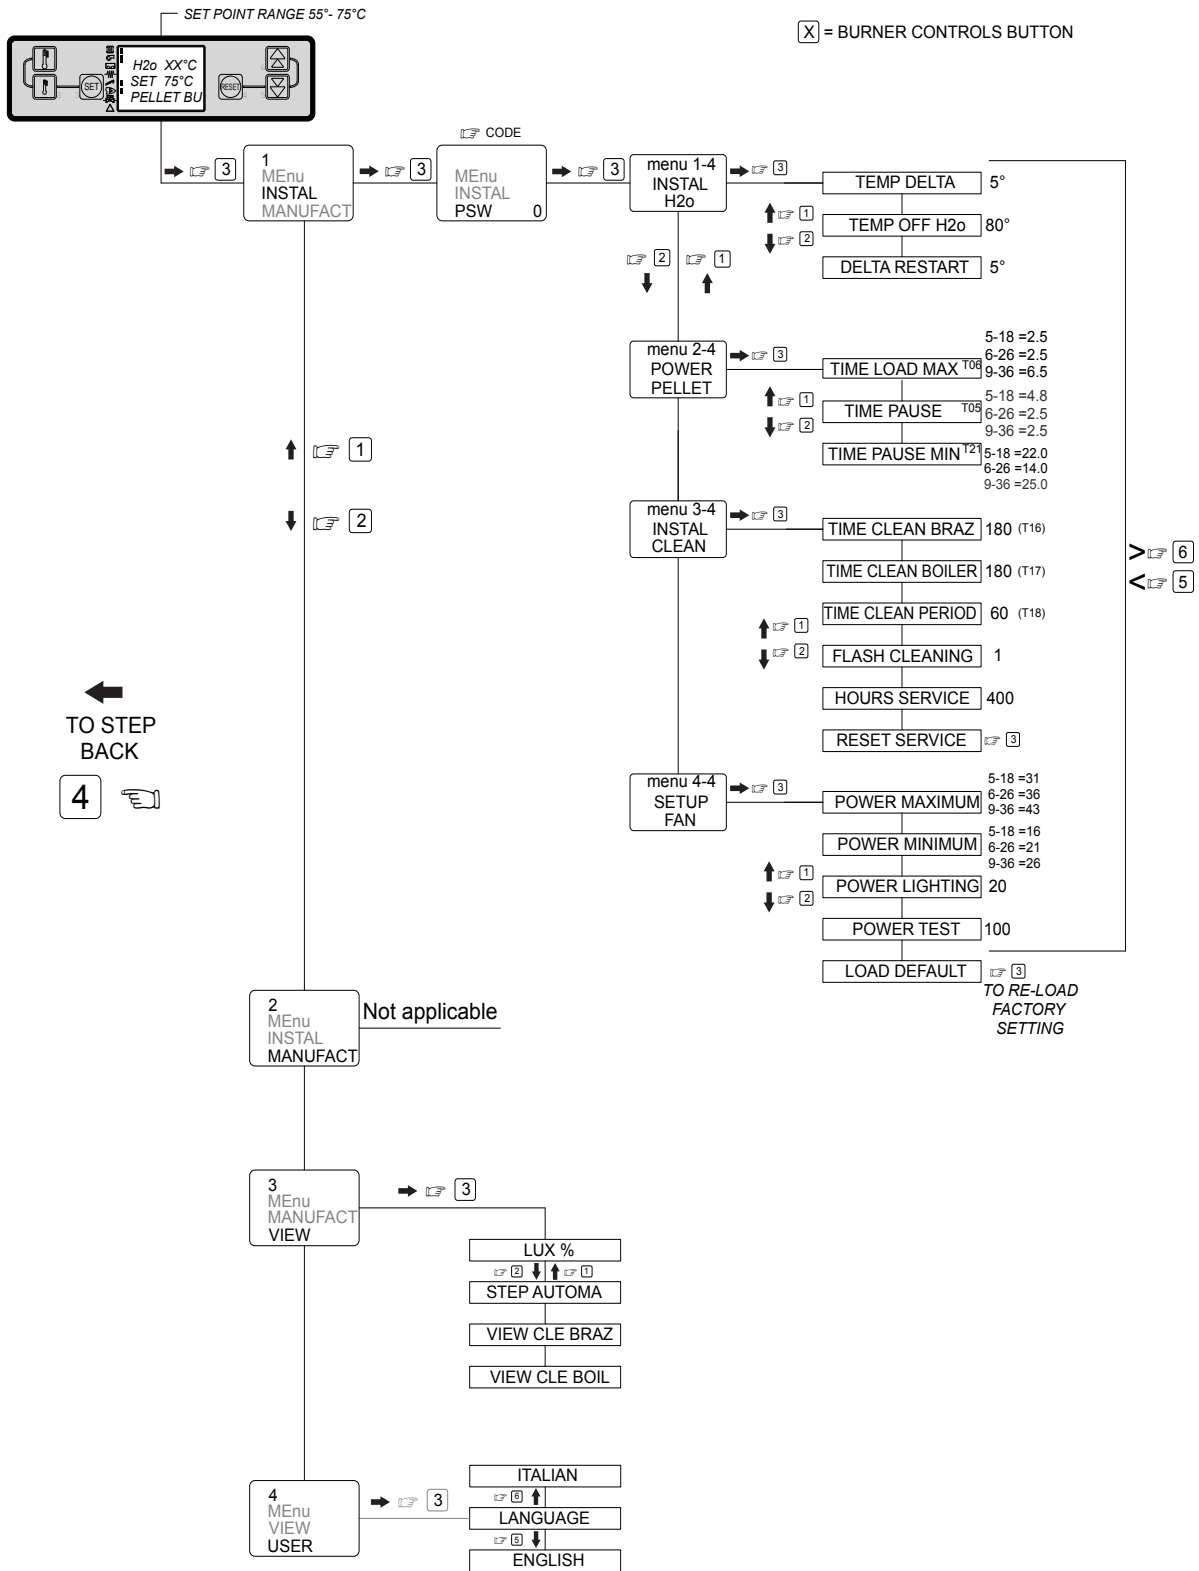 SET POINT RANGE 55°- 75°C
X = BURNER CONTROLS BUTTON
H2o XX°C
SET 75°C
PELLET BU
SET
RESET
CODE
3
1
MEnu
INSTAL
MANUFACT
3
MEnu
INSTAL
PSW 0
3
menu 1-4
INSTAL
H2o
3
TEMP DELTA 5°
1
2
TEMP OFF H2o 80°
DELTA RESTART 5°
2 1
menu 2-4
POWER
PELLET
3
TIME LOAD MAX T06
5-18 =2.5
6-26 =2.5
9-36 =6.5
1
2
TIME PAUSE T05
5-18 =4.8
6-26 =2.5
9-36 =2.5
TIME PAUSE MIN T21
5-18 =22.0
6-26 =14.0
9-36 =25.0
1
2
menu 3-4
INSTAL
CLEAN
3
TIME CLEAN BRAZ 180 (T16)
TIME CLEAN BOILER 180 (T17)
TIME CLEAN PERIOD 60 (T18)
1
2
FLASH CLEANING 1
HOURS SERVICE 400
RESET SERVICE 3
> 6
< 5
TO STEP
BACK
4
menu 4-4
SETUP
FAN
3
POWER MAXIMUM
5-18 =31
6-26 =36
9-36 =43
POWER MINIMUM
5-18 =16
6-26 =21
9-36 =26
1
2
POWER LIGHTING 20
POWER TEST 100
LOAD DEFAULT 3
TO RE-LOAD
FACTORY
SETTING
2
MEnu
INSTAL
MANUFACT
Not applicable
3
MEnu
MANUFACT
VIEW
3
LUX %
2 1
STEP AUTOMA
VIEW CLE BRAZ
VIEW CLE BOIL
4
MEnu
VIEW
USER
3
ITALIAN
6
LANGUAGE
5
ENGLISH